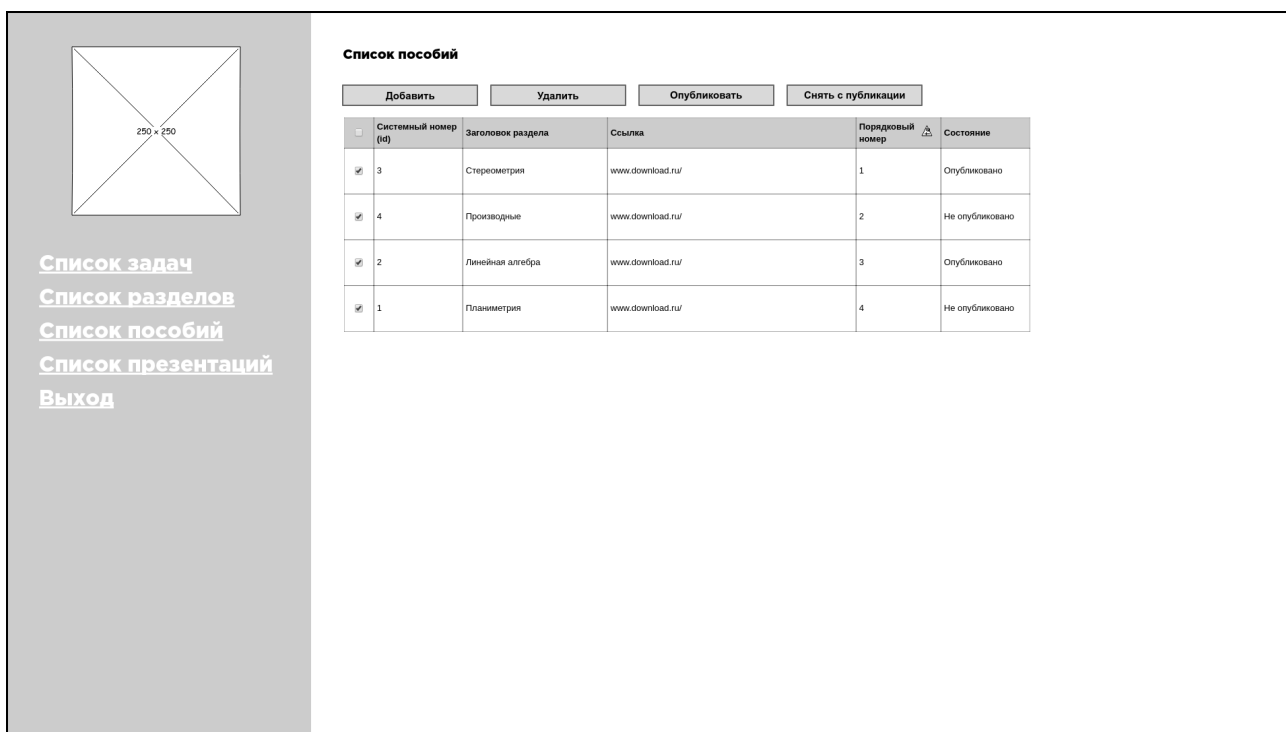 250 x 250
Список задач
Список разделов
Список пособий
Список презентаций
Выход
Список пособий
Добавить Удалить Опубликовать Снять с публикации
Системный номер (id) Заголовок раздела Ссылка Порядковый номер Состояние
3 Стереометрия www.download.ru/ 1 Опубликовано
4 Производные www.download.ru/ 2 Не опубликовано
2 Линейная алгебра www.download.ru/ 3 Опубликовано
1 Планиметрия www.download.ru/ 4 Не опубликовано